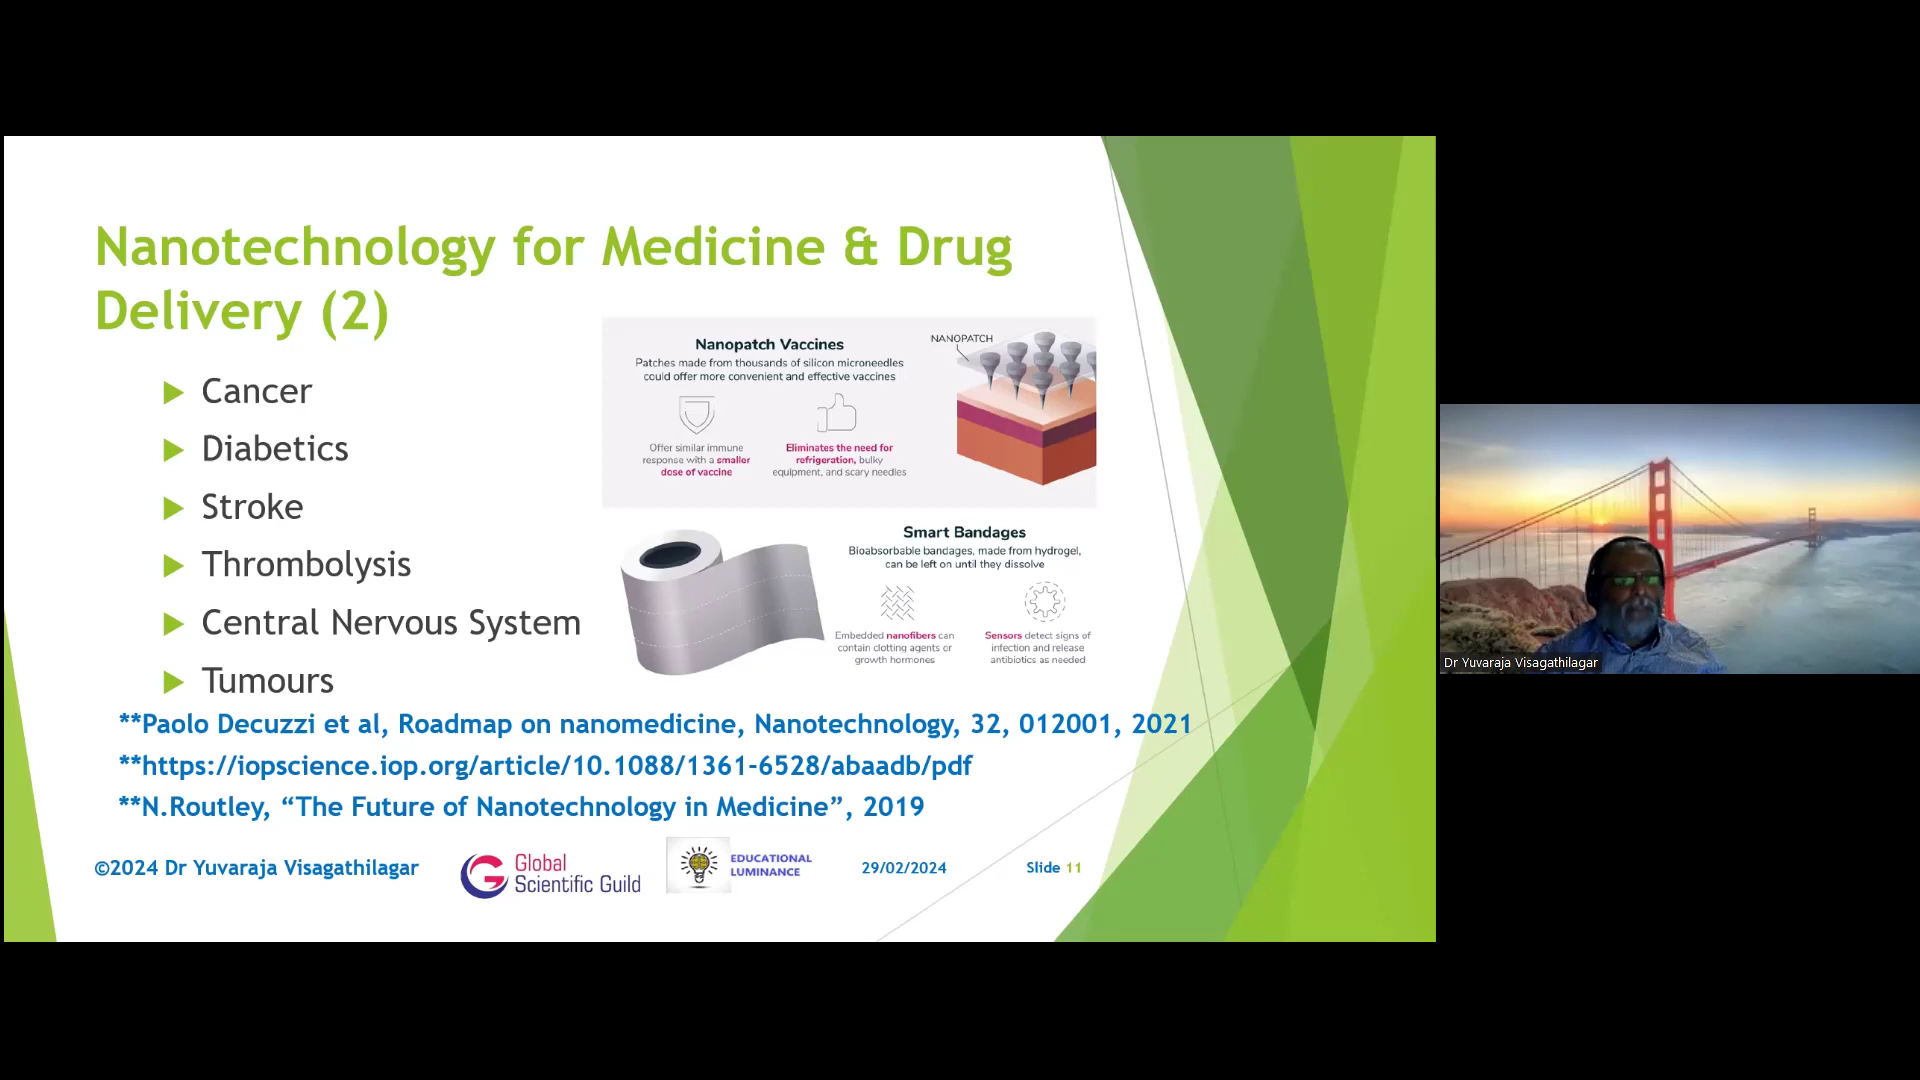 Nanotechnology for Medicine & Drug
Delivery (2)
Cancer
Diabetics
Stroke
Thrombolysis
Central Nervous System
Tumours
Nanopatch Vaccines
Patches made from thousands of silicon microneedles
could offer more convenient and effective vaccines
NANOPATCH
Offer similar immune
response with a smaller
dose of vaccine
Eliminates the need for
refrigeration, bulky
equipment, and scary needles
Smart Bandages
Bioabsorbable bandages, made from hydrogel,
can be left on until they dissolve
Embedded nanofibers can
contain clotting agents or
growth hormones
Sensors detect signs of
infection and release
antibiotics as needed
**Paolo Decuzzi et al, Roadmap on nanomedicine, Nanotechnology, 32, 012001, 2021
**https://iopscience.iop.org/article/10.1088/1361-6528/abaadb/pdf
**N.Routley, “The Future of Nanotechnology in Medicine”, 2019
©2024 Dr Yuvaraja Visagathilagar
Global
Scientific Guild
EDUCATIONAL
LUMINANCE
29/02/2024
Slide 11
Dr Yuvaraja Visagathilagar